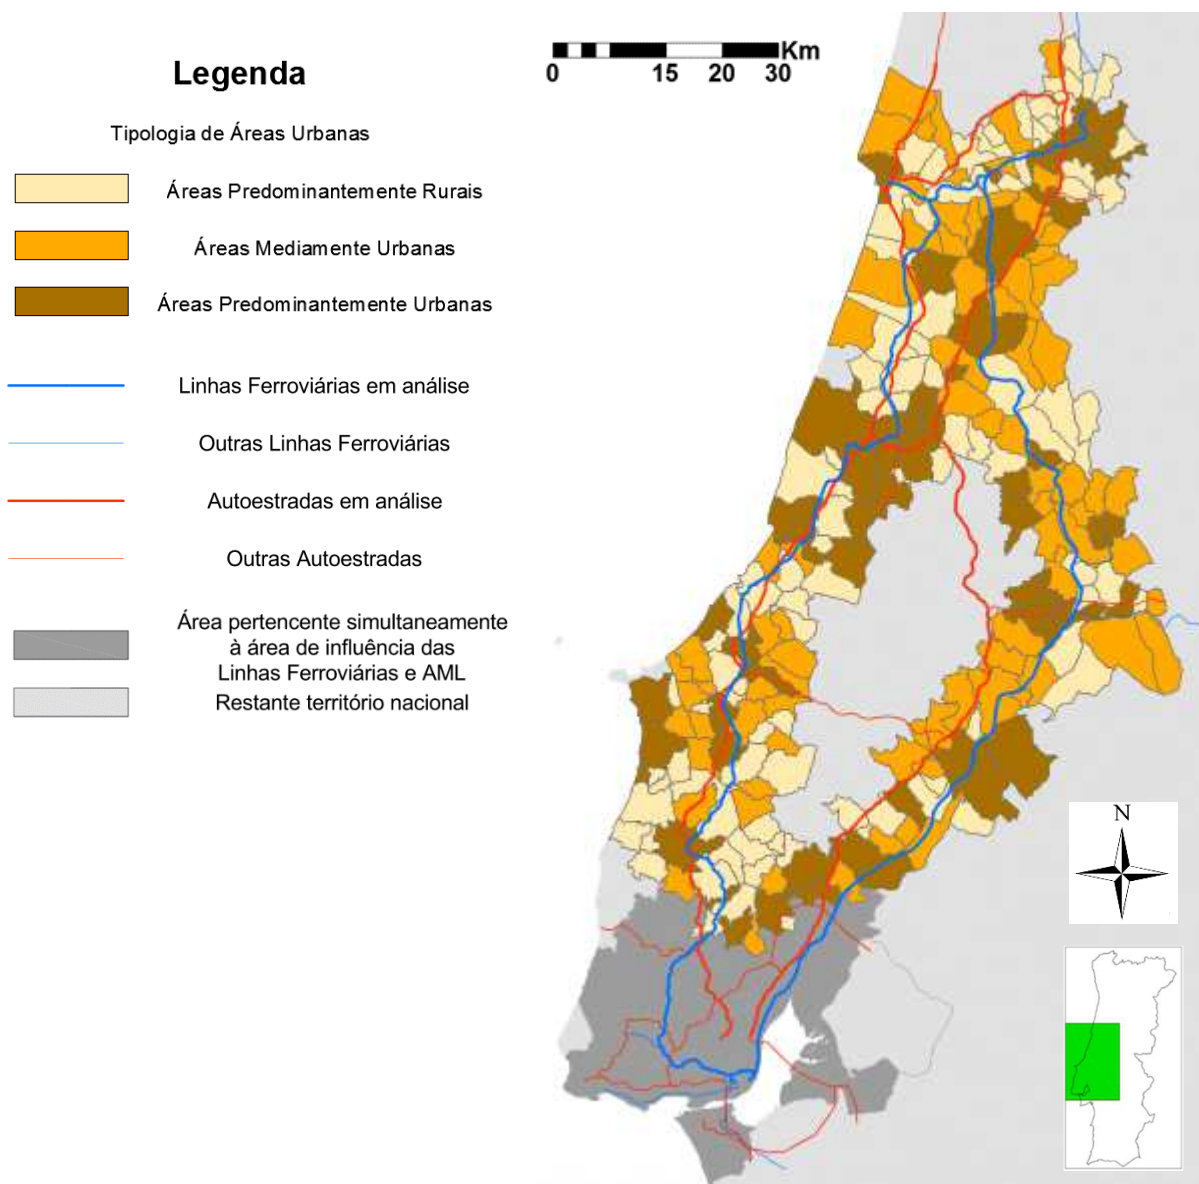 Legenda
Tipologia de Áreas Urbanas
Áreas Predominantemente Rurais
Áreas Mediamente Urbanas
Áreas Predominantemente Urbanas
Linhas Ferroviárias em análise
Outras Linhas Ferroviárias
Autoestradas em análise
Outras Autoestradas
Área pertencente simultaneamente
à área de influência das
Linhas Ferroviárias e AML
Restante território nacional
Km
0 15 20 30
N